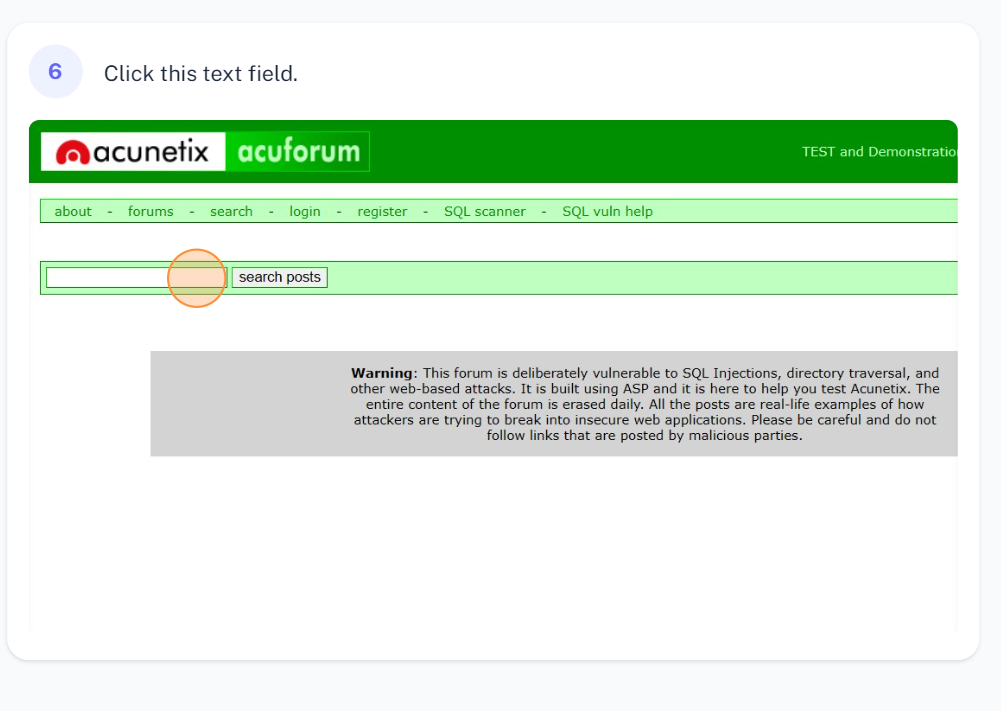 6 Click this text field.
acunetix acuforum
TEST and Demonstration
about - forums - search - login - register - SQL scanner - SQL vuln help
search posts
Warning: This forum is deliberately vulnerable to SQL Injections, directory traversal, and
other web-based attacks. It is built using ASP and it is here to help you test Acunetix. The
entire content of the forum is erased daily. All the posts are real-life examples of how
attackers are trying to break into insecure web applications. Please be careful and do not
follow links that are posted by malicious parties.